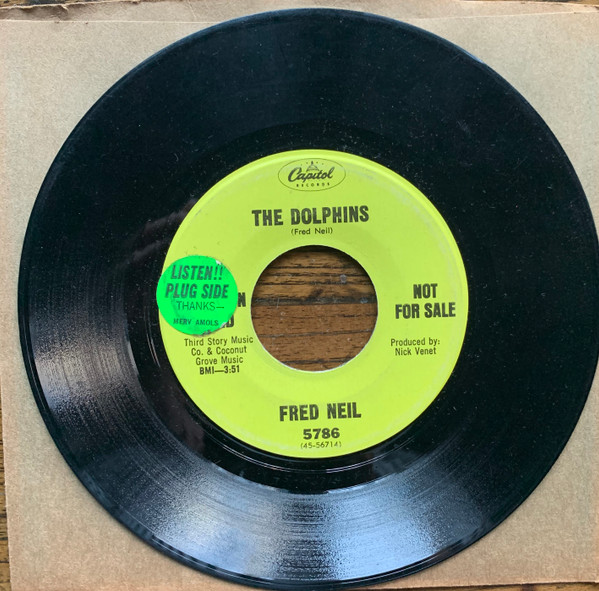 Capitol
RECORDS
THE DOLPHINS
(Fred Neil)
LISTEN!!
PLUG SIDE
THANKS—
MERV AMOLS
Third Story Music
Co. & Coconut
Grove Music
BMI—3:51
NOT
FOR SALE
Produced by:
Nick Venet
FRED NEIL
5786
(45-56714)